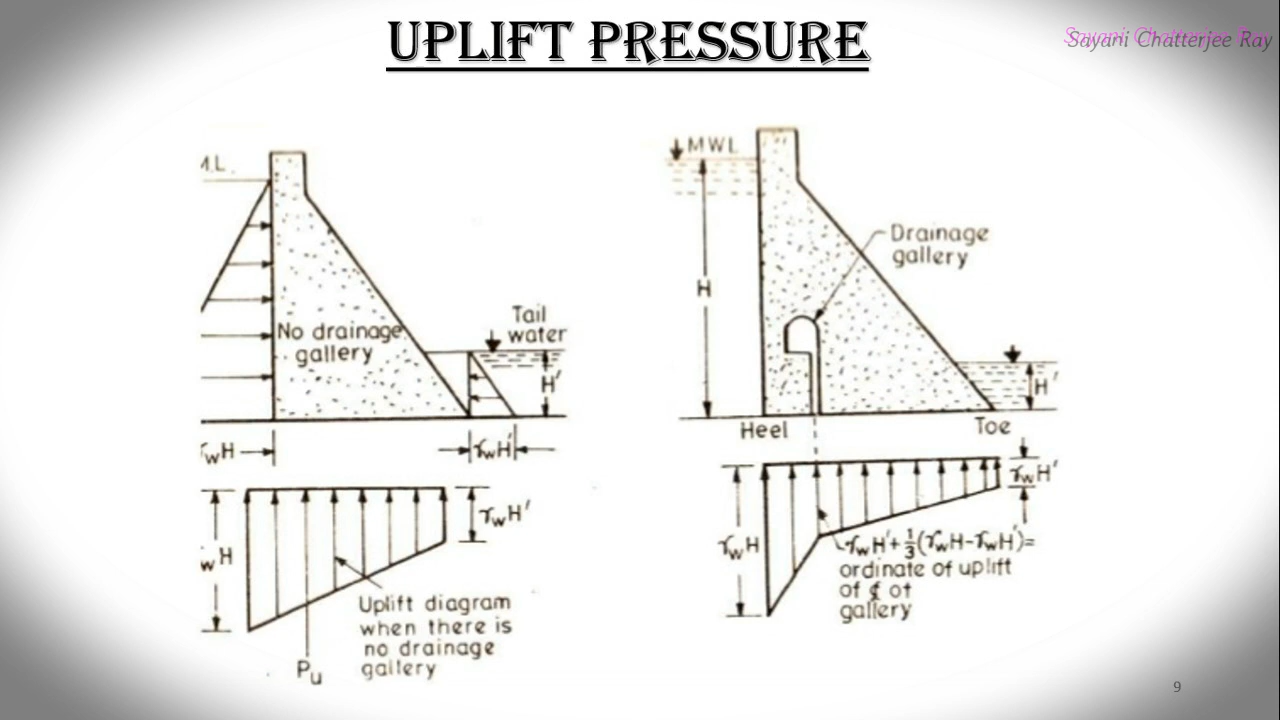 UPLIFT PRESSURE
Sayani Chatterjee Ray
M.L.
MWL
Drainage
gallery
H
No drainage
gallery
Tail
water
H'
H'
Heel
Toe
γwH
γwH'
γwH
γwH'
Uplift diagram
when there is
no drainage
gallery
Pu
γwH
γwH'
γwH'+⅓(γwH-γwH')=
ordinate of uplift
of ℄ of
gallery
9